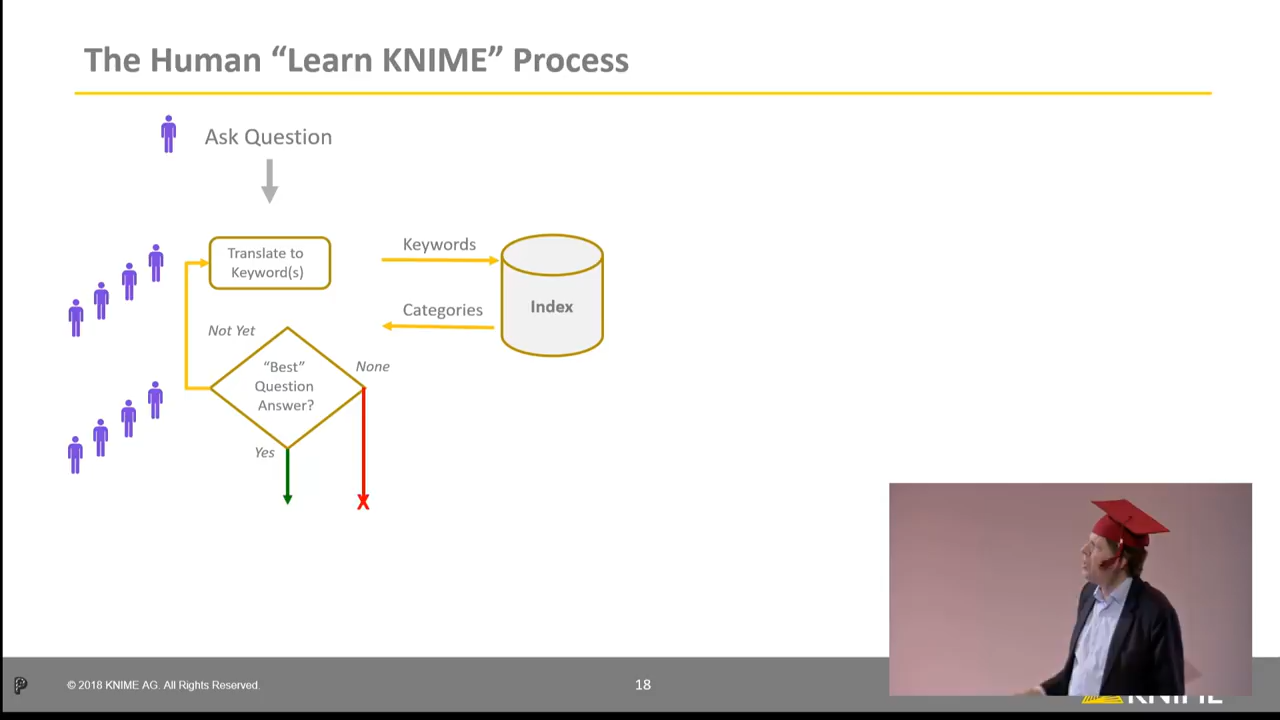 The Human “Learn KNIME” Process
Ask Question
Translate to
Keyword(s)
Keywords
Categories
Index
Not Yet
None
“Best”
Question
Answer?
Yes
X
© 2018 KNIME AG. All Rights Reserved.
18
KNIME